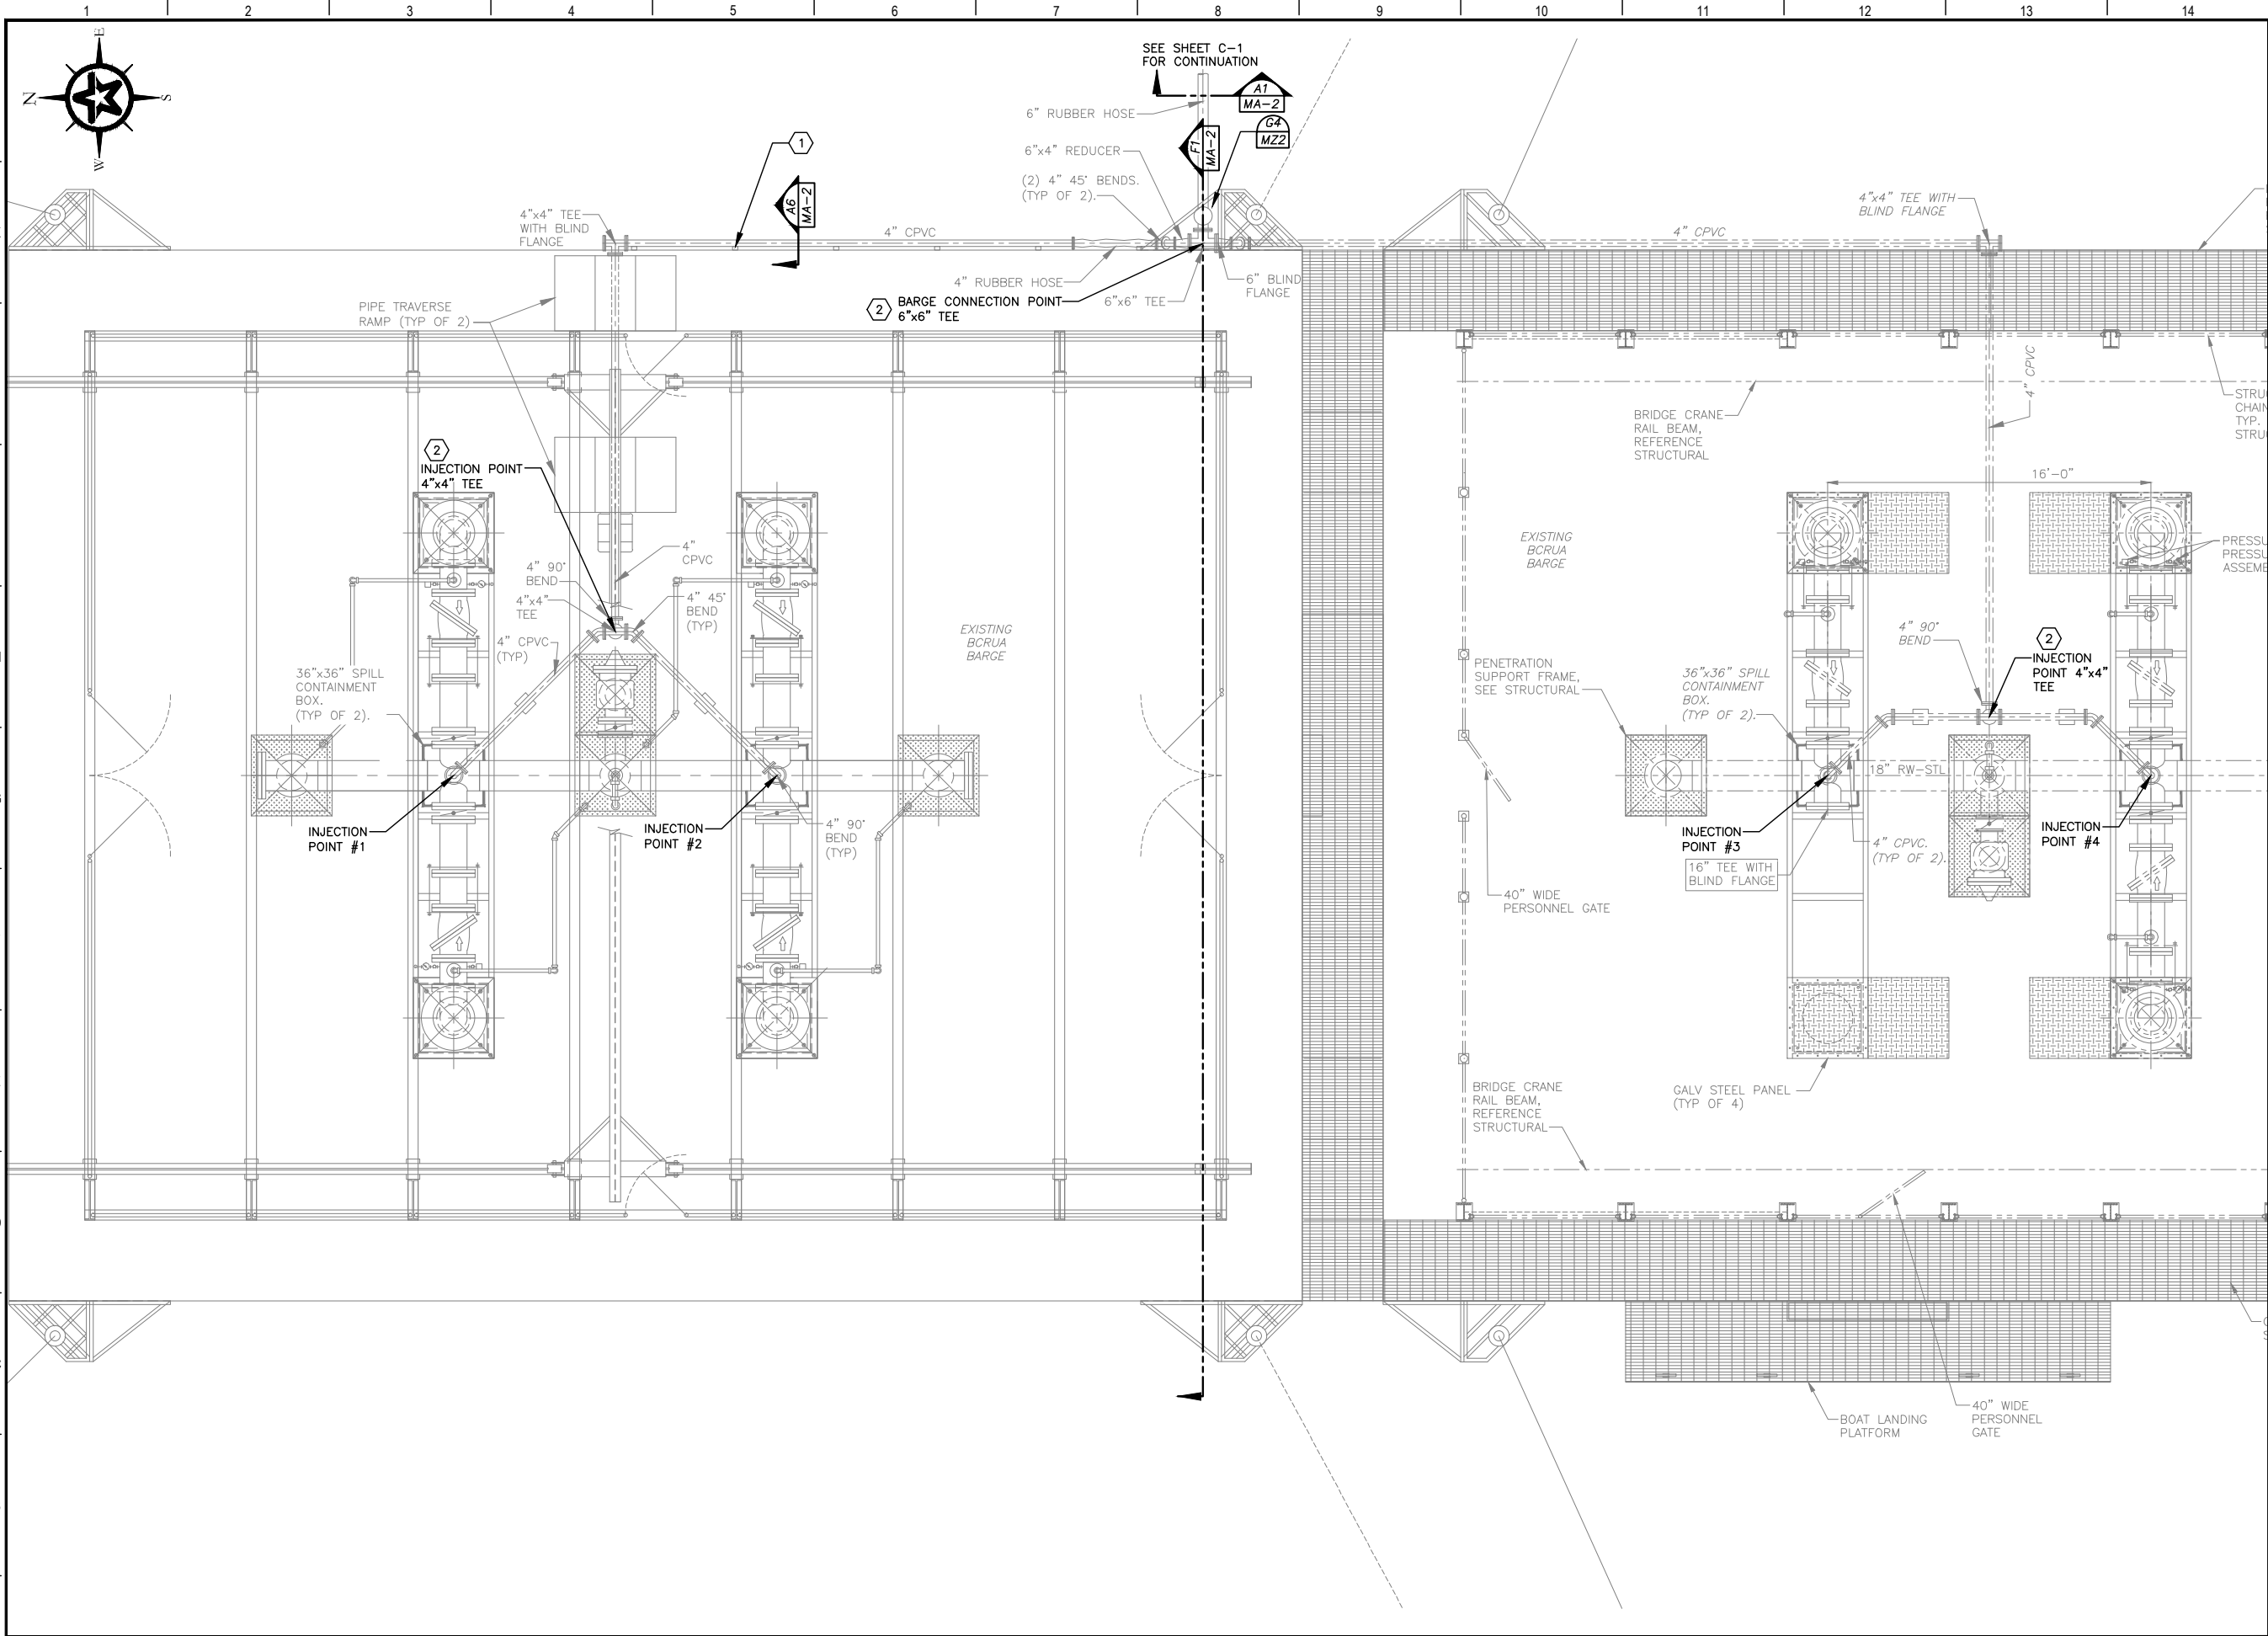 1 2 3 4 5 6 7 8 9 10 11 12 13 14
E
N
S
W
SEE SHEET C-1
FOR CONTINUATION
A1
MA-2
6" RUBBER HOSE
G4
MZ2
F1
MA-2
6"x4" REDUCER
(2) 4" 45° BENDS.
(TYP OF 2).
1
A6
MA-2
4"x4" TEE
WITH BLIND
FLANGE
4" CPVC
4" RUBBER HOSE
2
BARGE CONNECTION POINT
6"x6" TEE
6"x6" TEE
6" BLIND
FLANGE
4"x4" TEE WITH
BLIND FLANGE
4" CPVC
4" CPVC
PIPE TRAVERSE
RAMP (TYP OF 2)
BRIDGE CRANE
RAIL BEAM,
REFERENCE
STRUCTURAL
TYP.
16'-0"
2
INJECTION POINT
4"x4" TEE
4"
CPVC
4" 90°
BEND
4"x4"
TEE
4" 45°
BEND
(TYP)
4" CPVC
(TYP)
EXISTING
BCRUA
BARGE
EXISTING
BCRUA
BARGE
36"x36" SPILL
CONTAINMENT
BOX.
(TYP OF 2).
PENETRATION
SUPPORT FRAME,
SEE STRUCTURAL
36"x36" SPILL
CONTAINMENT
BOX.
(TYP OF 2).
4" 90°
BEND
2
INJECTION
POINT 4"x4"
TEE
18" RW-STL
INJECTION
POINT #1
INJECTION
POINT #2
4" 90°
BEND
(TYP)
INJECTION
POINT #3
INJECTION
POINT #4
4" CPVC.
(TYP OF 2).
16" TEE WITH
BLIND FLANGE
40" WIDE
PERSONNEL GATE
BRIDGE CRANE
RAIL BEAM,
REFERENCE
STRUCTURAL
GALV STEEL PANEL
(TYP OF 4)
BOAT LANDING
PLATFORM
40" WIDE
PERSONNEL
GATE